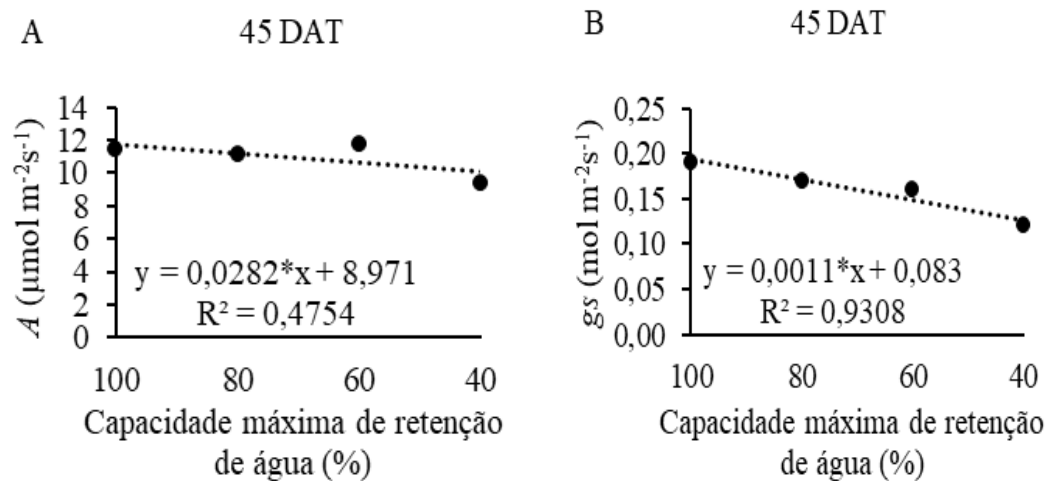 A
45 DAT
A (µmol m⁻²s⁻¹)
14
12
10
8
6
4
2
0
y = 0,0282*x + 8,971
R² = 0,4754
100 80 60 40
Capacidade máxima de retenção
de água (%)
B
45 DAT
gs (mol m⁻²s⁻¹)
0,25
0,20
0,15
0,10
0,05
0,00
y = 0,0011*x + 0,083
R² = 0,9308
100 80 60 40
Capacidade máxima de retenção
de água (%)